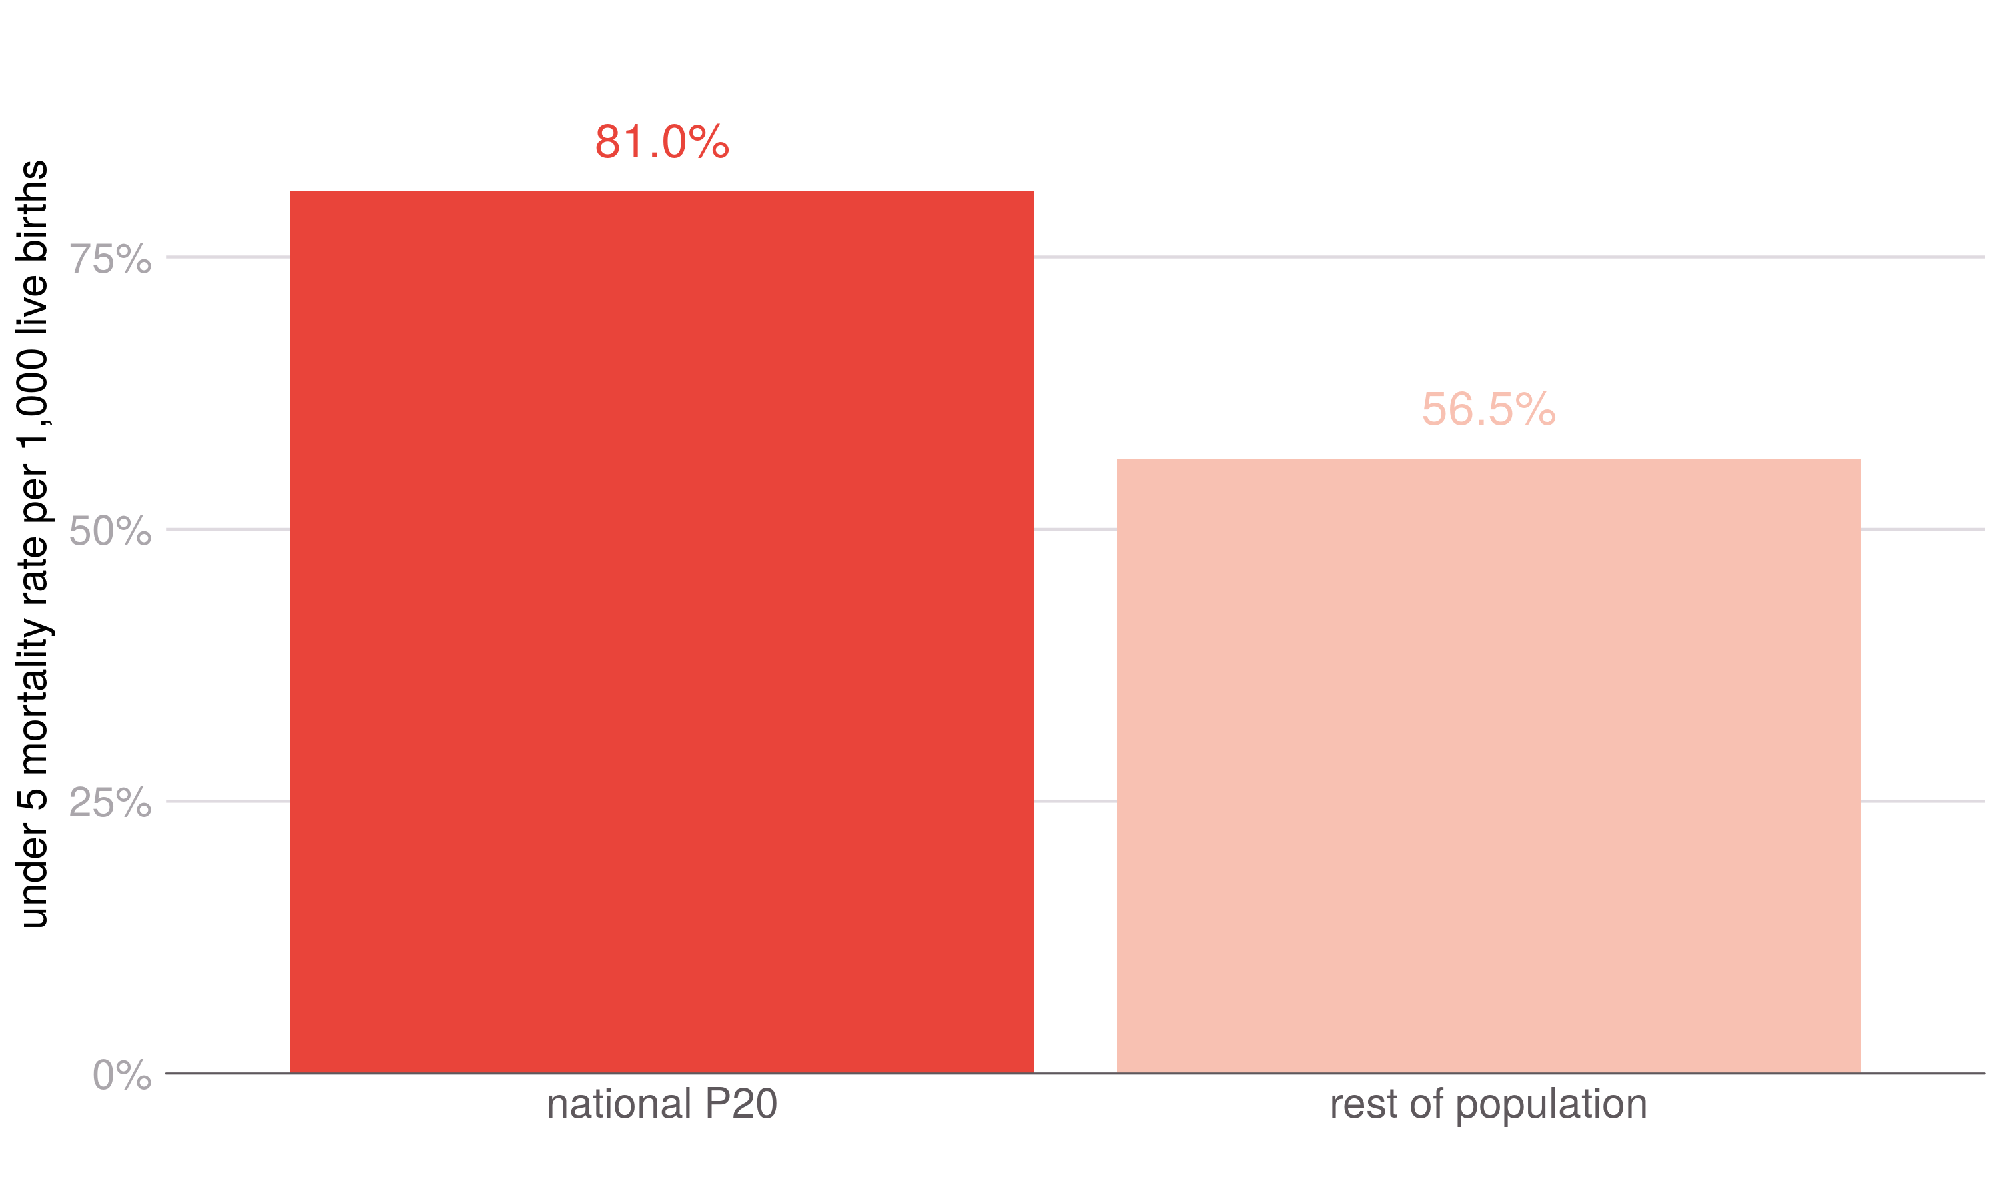 under 5 mortality rate per 1,000 live births
75%
50%
25%
0%
81.0%
56.5%
national P20
rest of population